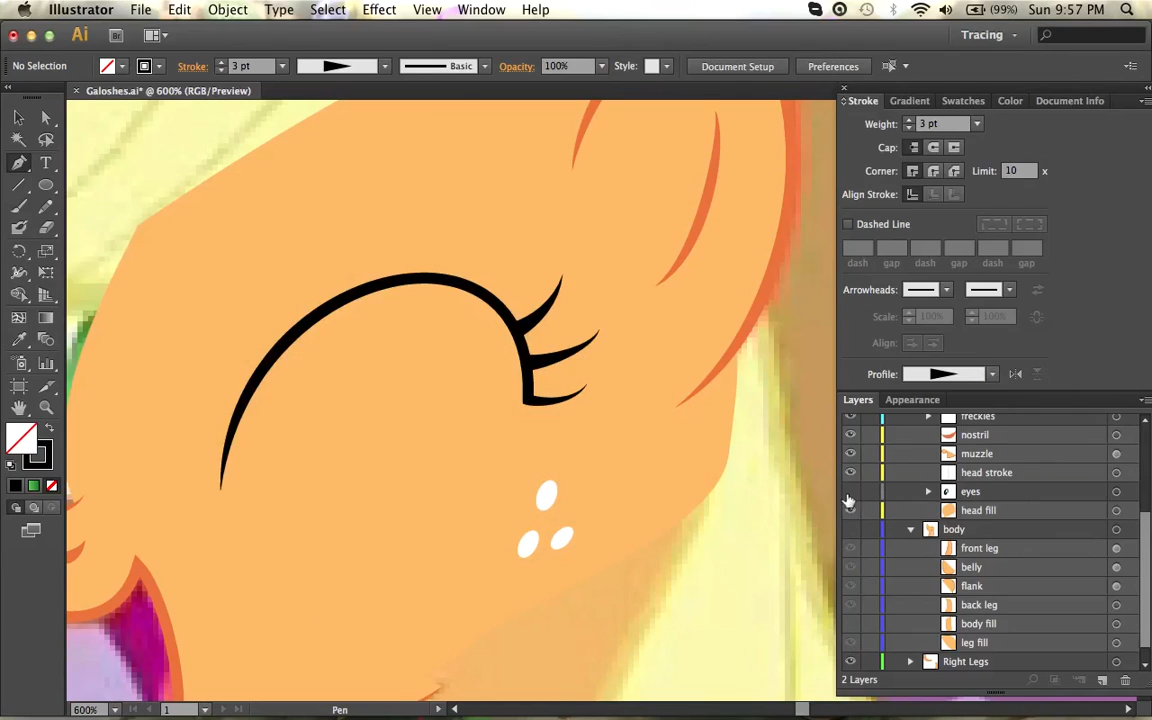 Illustrator File Edit Object Type Select Effect View Window Help (99%) Sun 9:57 PM
Ai Br Tracing
No Selection Stroke: 3 pt Basic Opacity: 100% Style: Document Setup Preferences
Galoshes.ai* @ 600% (RGB/Preview)
Stroke Gradient Swatches Color Document Info
Weight: 3 pt
Cap:
Corner: Limit: 10 x
Align Stroke:
Dashed Line
dash gap dash gap dash gap
Arrowheads:
Scale: 100% 100%
Align:
Profile:
Layers Appearance
freckles
nostril
muzzle
head stroke
eyes
head fill
body
front leg
belly
flank
back leg
body fill
leg fill
Right Legs
2 Layers
600% 1 Pen